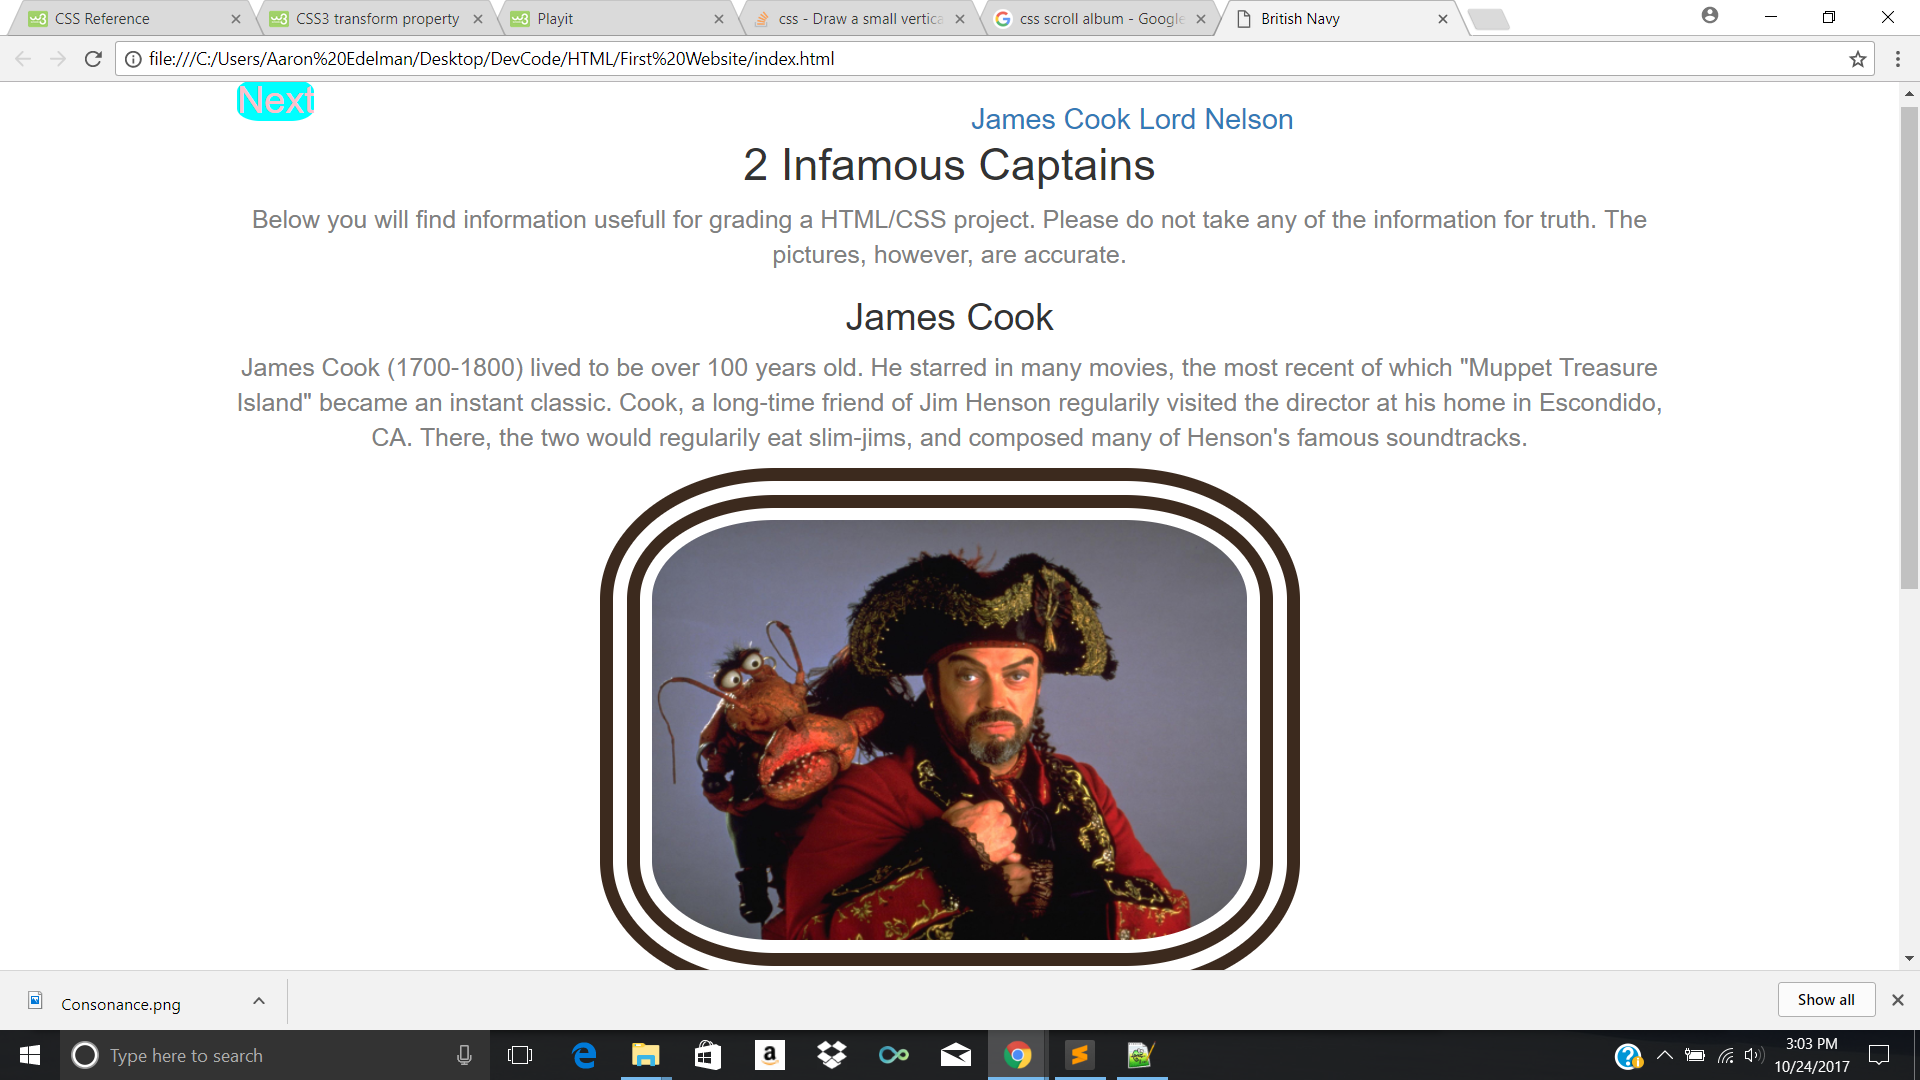 CSS Reference
CSS3 transform property
Playit
css - Draw a small vertica
css scroll album - Google
British Navy
file:///C:/Users/Aaron%20Edelman/Desktop/DevCode/HTML/First%20Website/index.html
Next
James Cook Lord Nelson
2 Infamous Captains
Below you will find information usefull for grading a HTML/CSS project. Please do not take any of the information for truth. The
pictures, however, are accurate.
James Cook
James Cook (1700-1800) lived to be over 100 years old. He starred in many movies, the most recent of which "Muppet Treasure
Island" became an instant classic. Cook, a long-time friend of Jim Henson regularily visited the director at his home in Escondido,
CA. There, the two would regularily eat slim-jims, and composed many of Henson's famous soundtracks.
Consonance.png
Show all
Type here to search
3:03 PM
10/24/2017